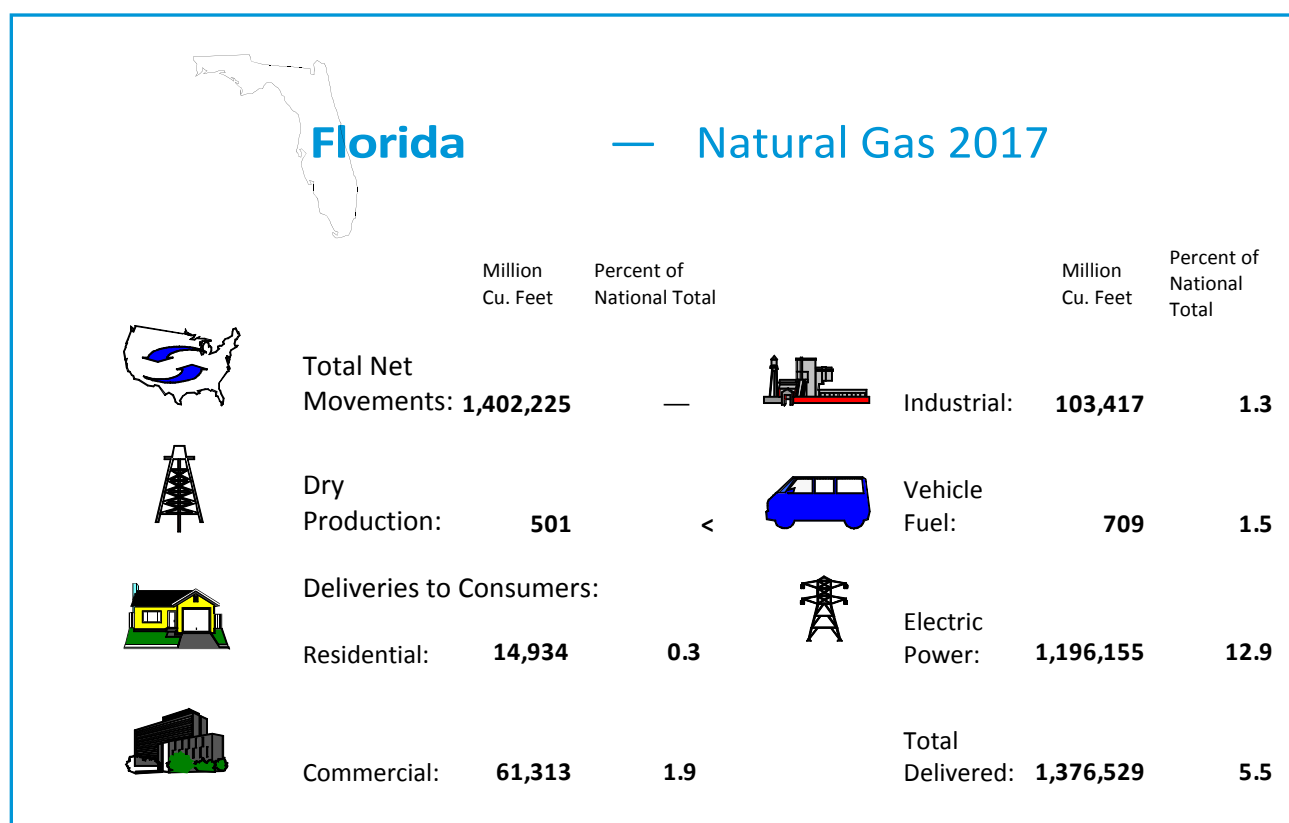 Florida — Natural Gas 2017
Million Percent of
Cu. Feet National Total
Total Net
Movements: 1,402,225 —
Dry
Production: 501 <
Deliveries to Consumers:
Residential: 14,934 0.3
Commercial: 61,313 1.9
Million
Cu. Feet
Percent of
National
Total
Industrial: 103,417 1.3
Vehicle
Fuel: 709 1.5
Electric
Power: 1,196,155 12.9
Total
Delivered: 1,376,529 5.5